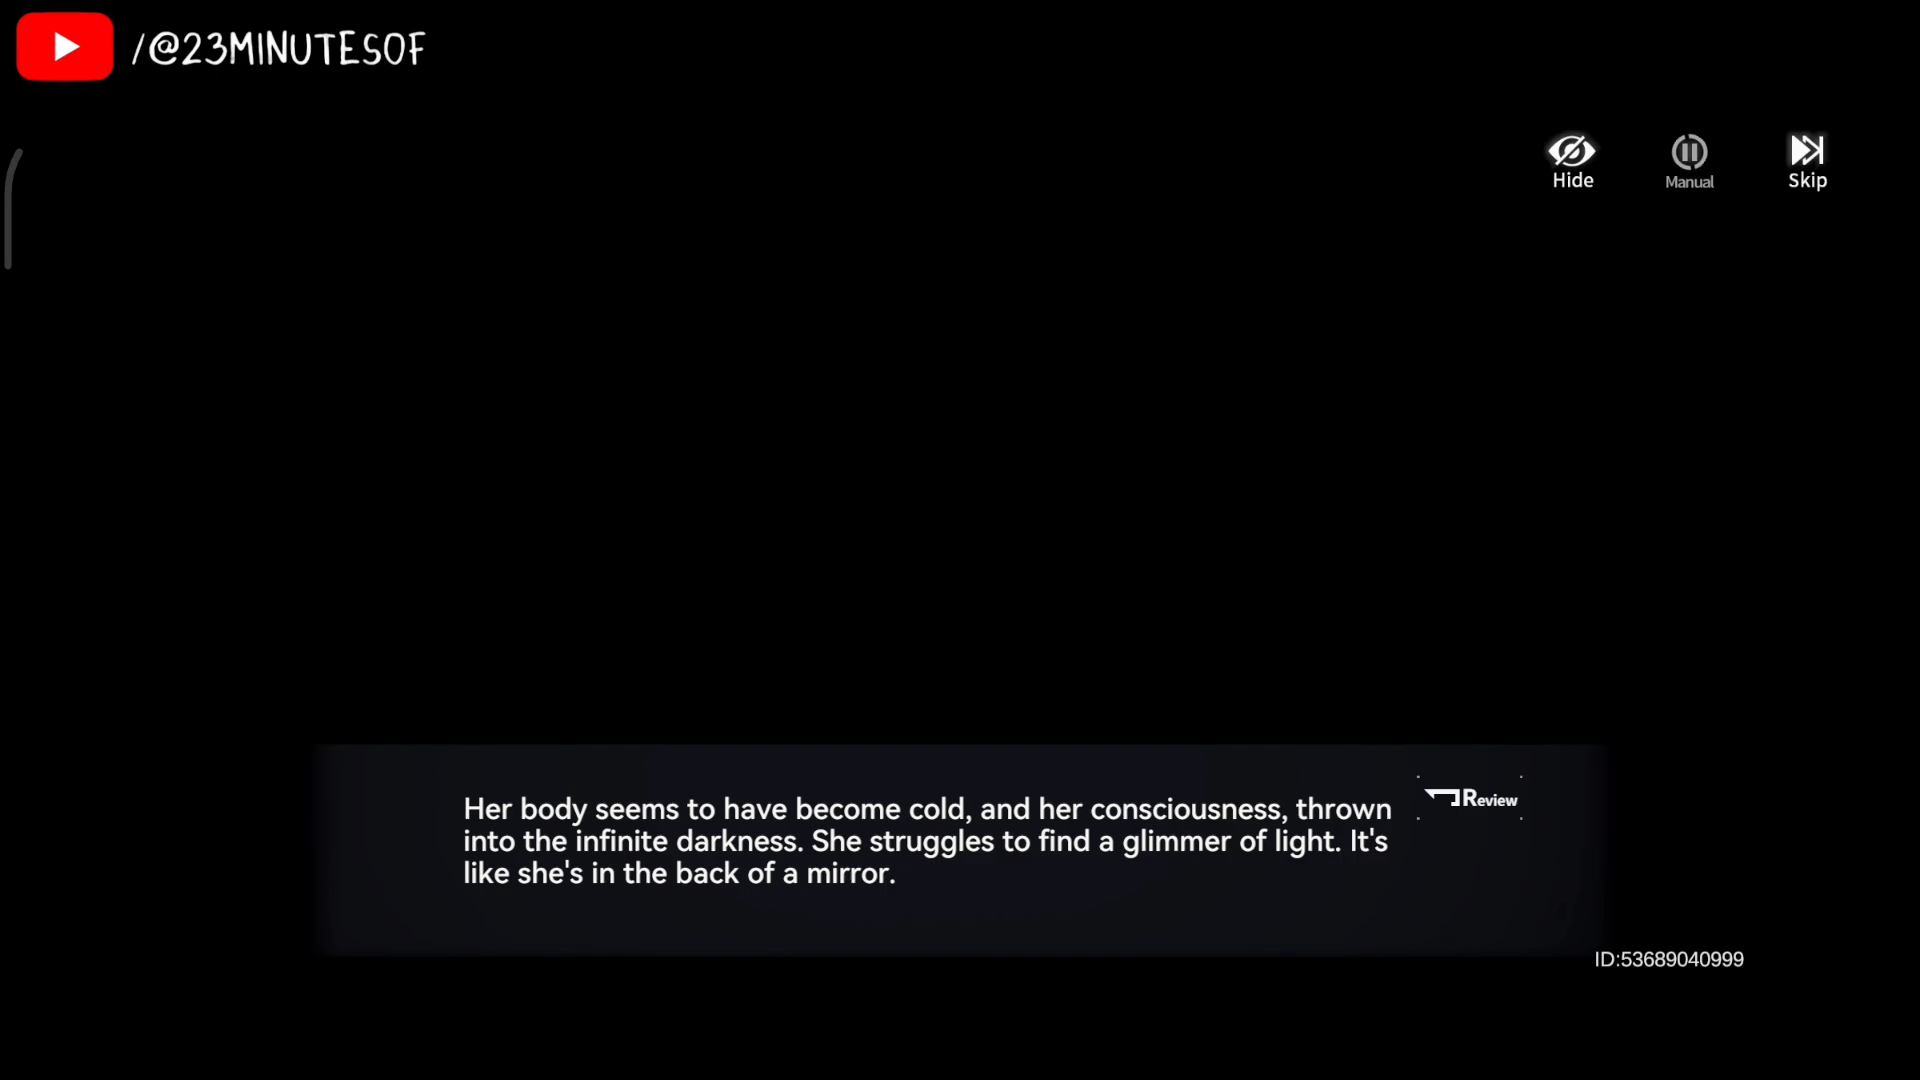 /@23MINUTESOF
Hide
Manual
Skip
Her body seems to have become cold, and her consciousness, thrown
into the infinite darkness. She struggles to find a glimmer of light. It's
like she's in the back of a mirror.
Review
ID:53689040999